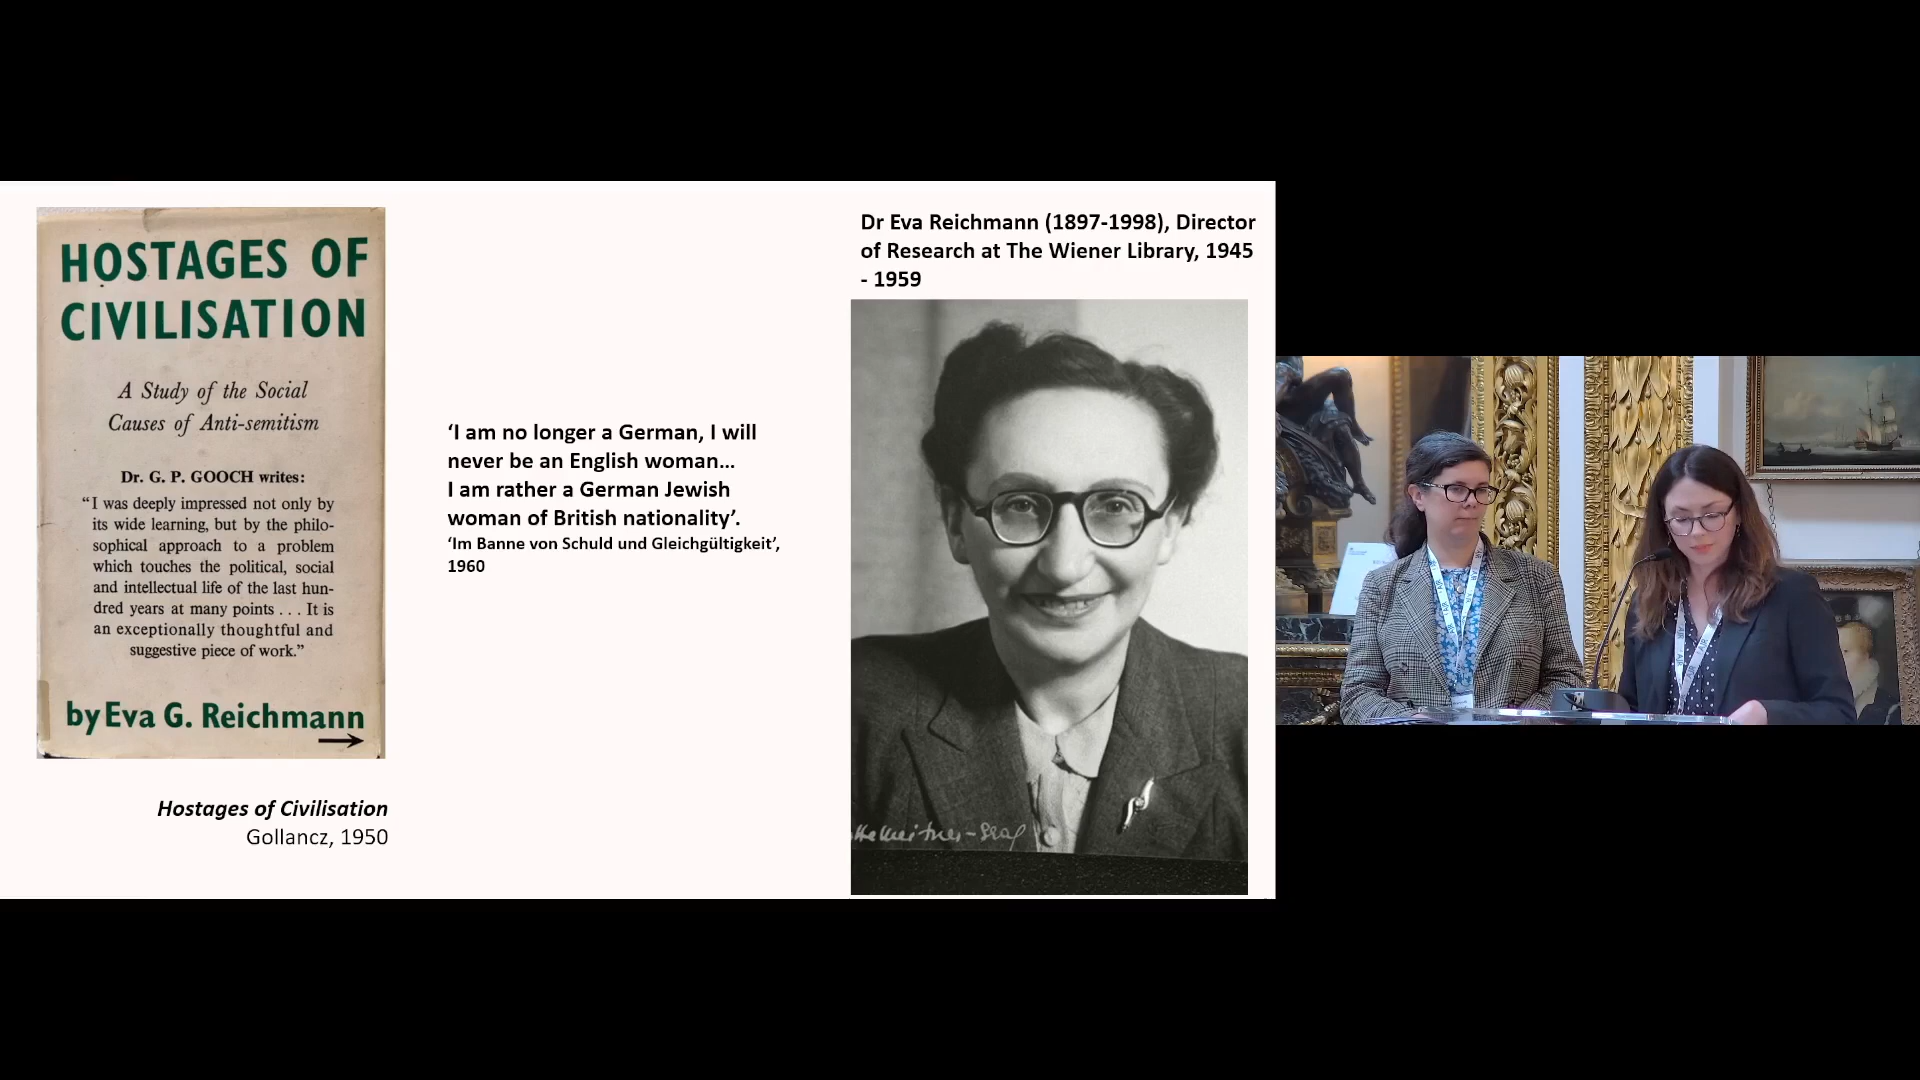 HOSTAGES OF
CIVILISATION
A Study of the Social
Causes of Anti-semitism
Dr. G. P. GOOCH writes:
“I was deeply impressed not only by
its wide learning, but by the philo-
sophical approach to a problem
which touches the political, social
and intellectual life of the last hun-
dred years at many points . . . It is
an exceptionally thoughtful and
suggestive piece of work.”
by Eva G. Reichmann
Hostages of Civilisation
Gollancz, 1950
‘I am no longer a German, I will
never be an English woman...
I am rather a German Jewish
woman of British nationality’.
‘Im Banne von Schuld und Gleichgültigkeit’,
1960
Dr Eva Reichmann (1897-1998), Director
of Research at The Wiener Library, 1945
- 1959